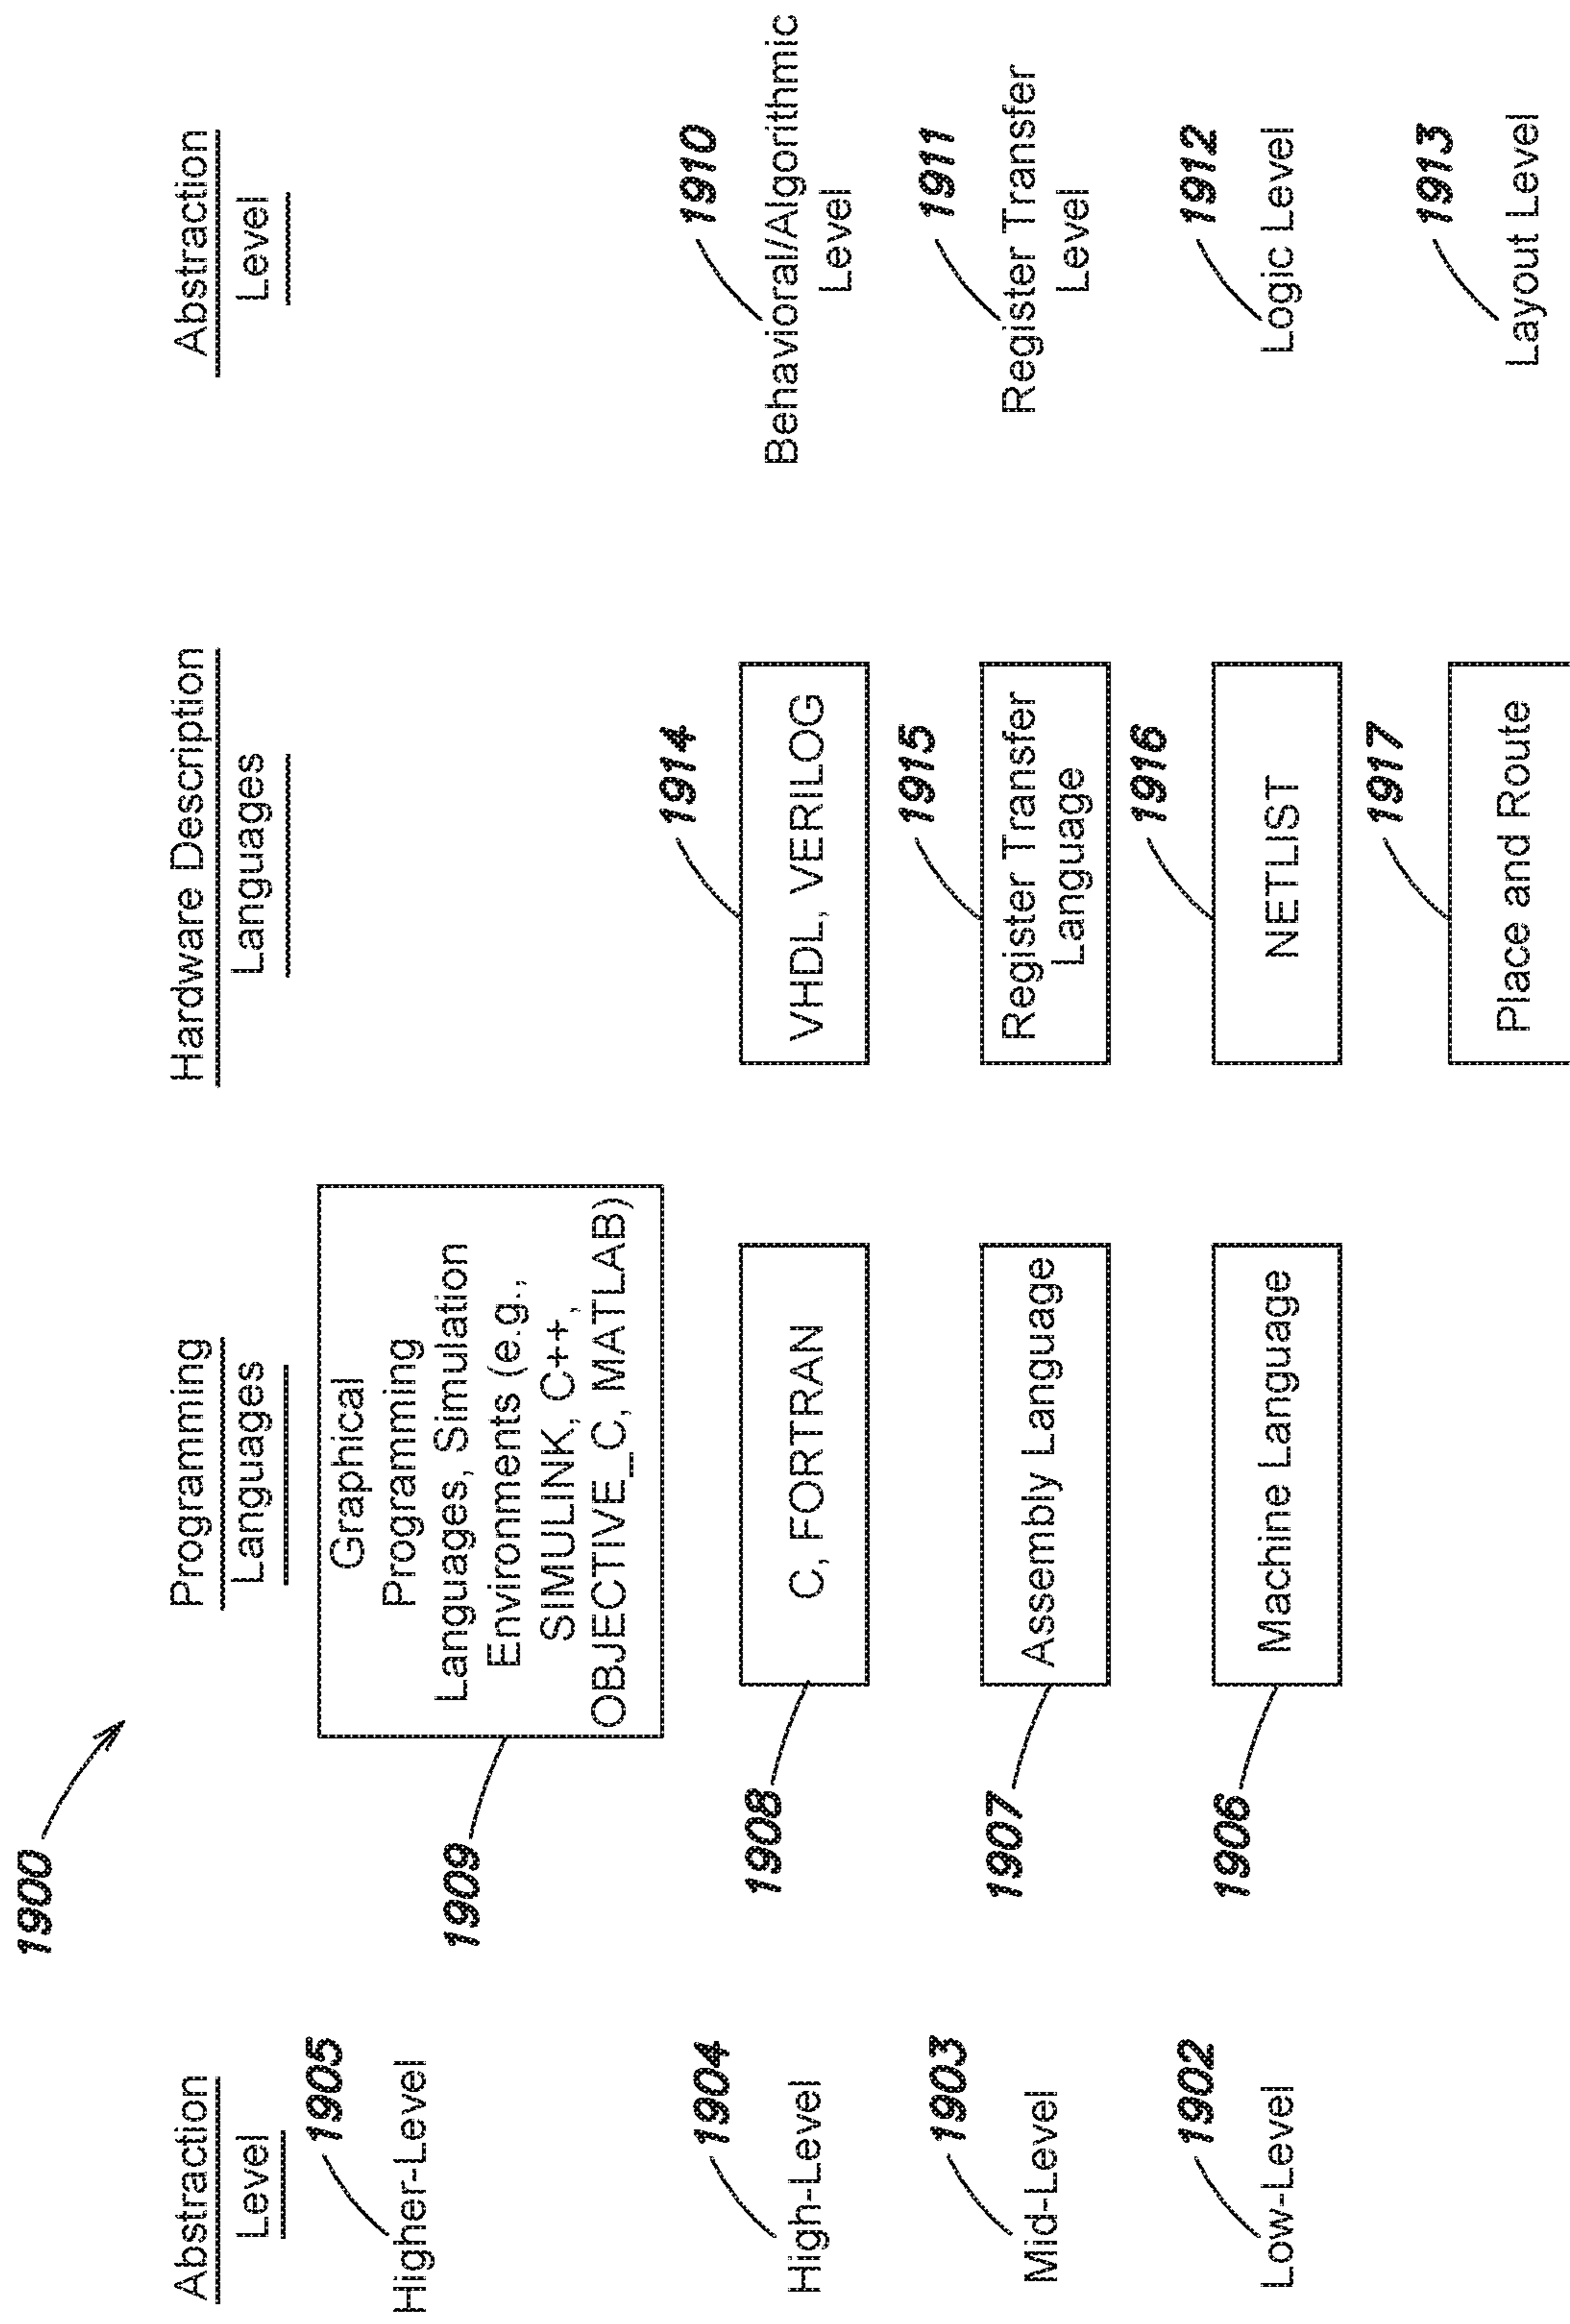 1900
Abstraction
Level
Programming
Languages
Hardware Description
Languages
Abstraction
Level
1905
Higher-Level
1909
Graphical
Programming
Languages, Simulation
Environments (e.g.,
SIMULINK, C++,
OBJECTIVE_C, MATLAB)
1904
High-Level
1908
C, FORTRAN
1914
VHDL, VERILOG
1910
Behavioral/Algorithmic
Level
1903
Mid-Level
1907
Assembly Language
1915
Register Transfer
Language
1911
Register Transfer
Level
1902
Low-Level
1906
Machine Language
1916
NETLIST
1912
Logic Level
1917
Place and Route
1913
Layout Level